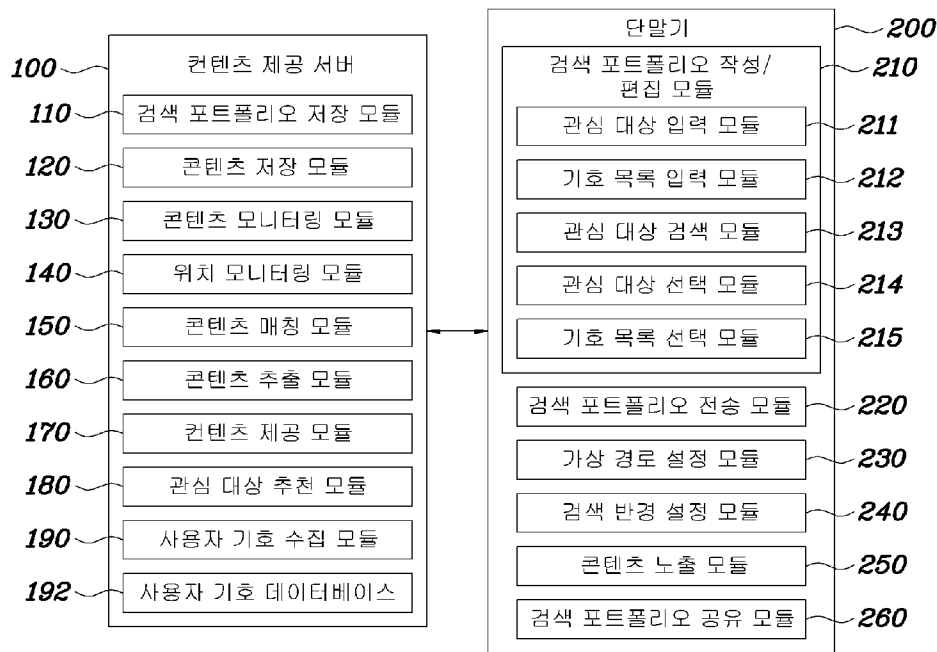 100 컨텐츠 제공 서버
110 검색 포트폴리오 저장 모듈
120 콘텐츠 저장 모듈
130 콘텐츠 모니터링 모듈
140 위치 모니터링 모듈
150 콘텐츠 매칭 모듈
160 콘텐츠 추출 모듈
170 컨텐츠 제공 모듈
180 관심 대상 추천 모듈
190 사용자 기호 수집 모듈
192 사용자 기호 데이터베이스
단말기 200
검색 포트폴리오 작성/ 210
편집 모듈
관심 대상 입력 모듈 211
기호 목록 입력 모듈 212
관심 대상 검색 모듈 213
관심 대상 선택 모듈 214
기호 목록 선택 모듈 215
검색 포트폴리오 전송 모듈 220
가상 경로 설정 모듈 230
검색 반경 설정 모듈 240
콘텐츠 노출 모듈 250
검색 포트폴리오 공유 모듈 260